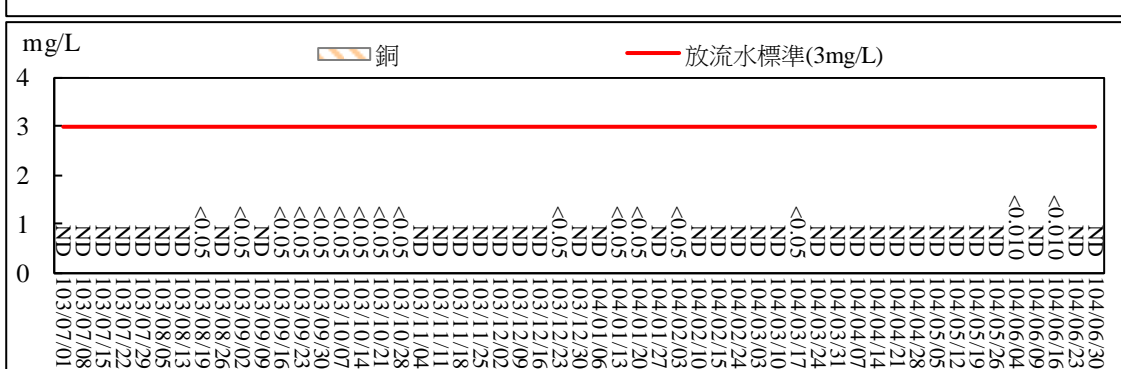 mg/L
銅 放流水標準(3mg/L)
4
3
2
1
0
ND ND ND ND ND ND ND <0.05 ND <0.05 ND <0.05 <0.05 <0.05 <0.05 <0.05 <0.05 <0.05 ND ND ND ND ND ND ND <0.05 ND ND <0.05 <0.05 ND <0.05 ND ND ND ND ND <0.05 ND ND ND ND ND ND ND ND ND ND <0.010 ND <0.010 ND ND
103/07/01 103/07/08 103/07/15 103/07/22 103/07/29 103/08/05 103/08/13 103/08/19 103/08/26 103/09/02 103/09/09 103/09/16 103/09/23 103/09/30 103/10/07 103/10/14 103/10/21 103/10/28 103/11/04 103/11/11 103/11/18 103/11/25 103/12/02 103/12/09 103/12/16 103/12/23 103/12/30 104/01/06 104/01/13 104/01/20 104/01/27 104/02/03 104/02/10 104/02/15 104/02/24 104/03/03 104/03/10 104/03/17 104/03/24 104/03/31 104/04/07 104/04/14 104/04/21 104/04/28 104/05/05 104/05/12 104/05/19 104/05/26 104/06/04 104/06/09 104/06/16 104/06/23 104/06/30